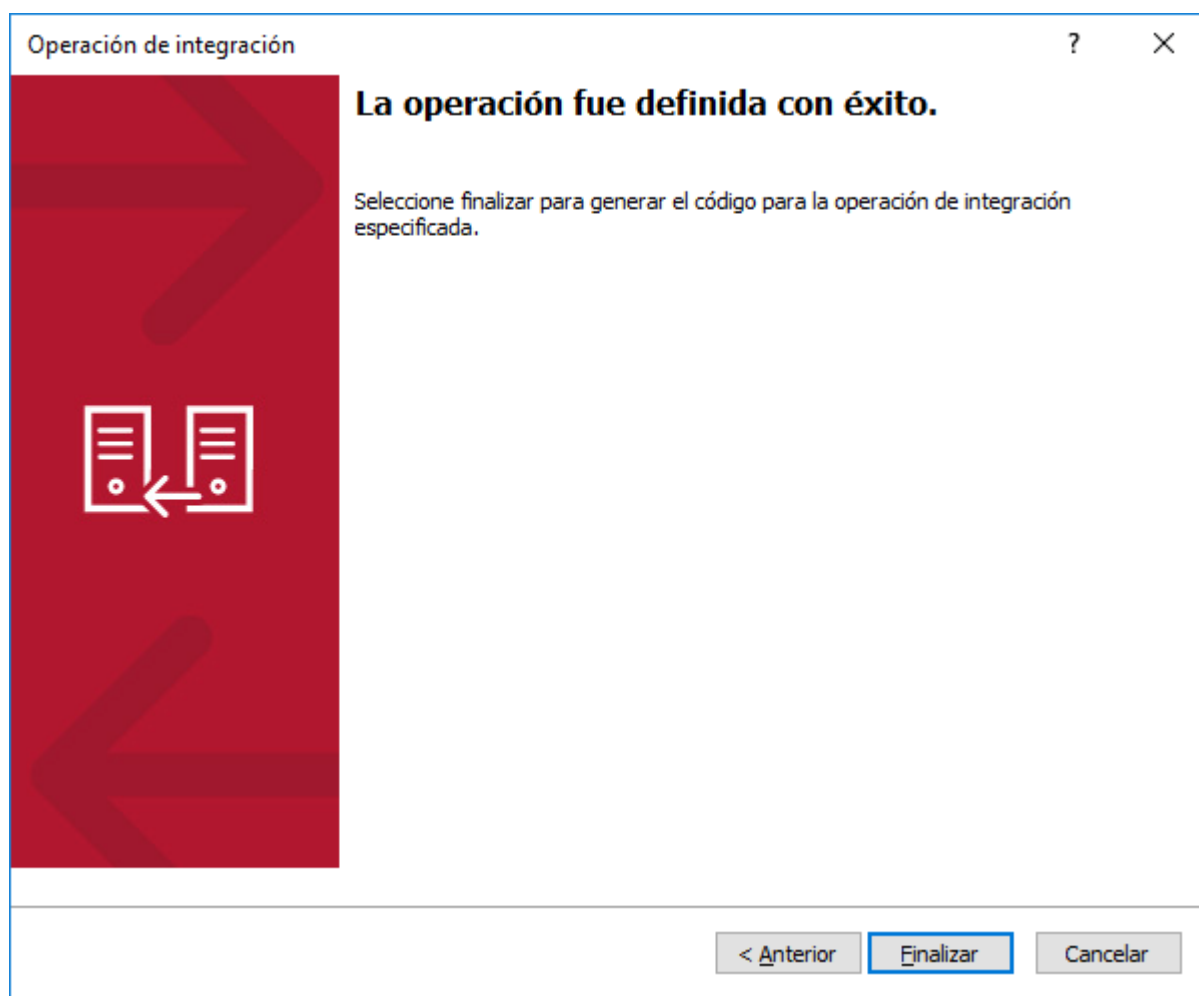 Operación de integración
?
La operación fue definida con éxito.
Seleccione finalizar para generar el código para la operación de integración
especificada.
< Anterior
Finalizar
Cancelar